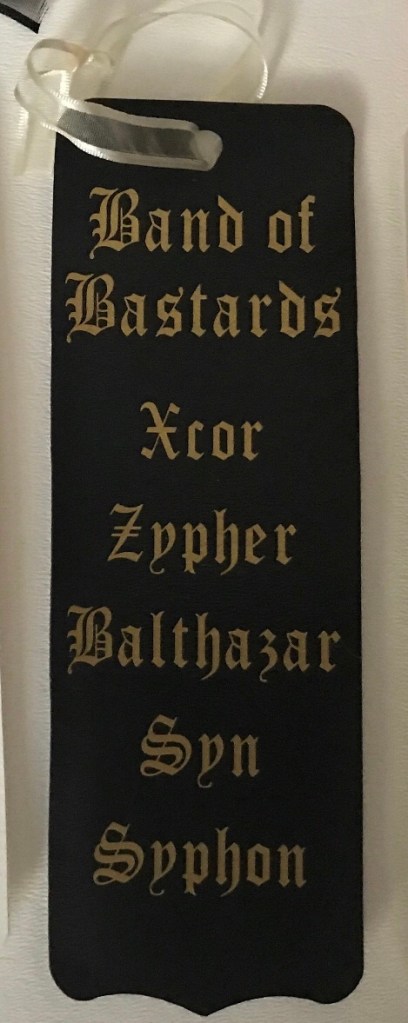 Band of
Bastards
Xcor
Zypher
Balthazar
Syn
Syphon